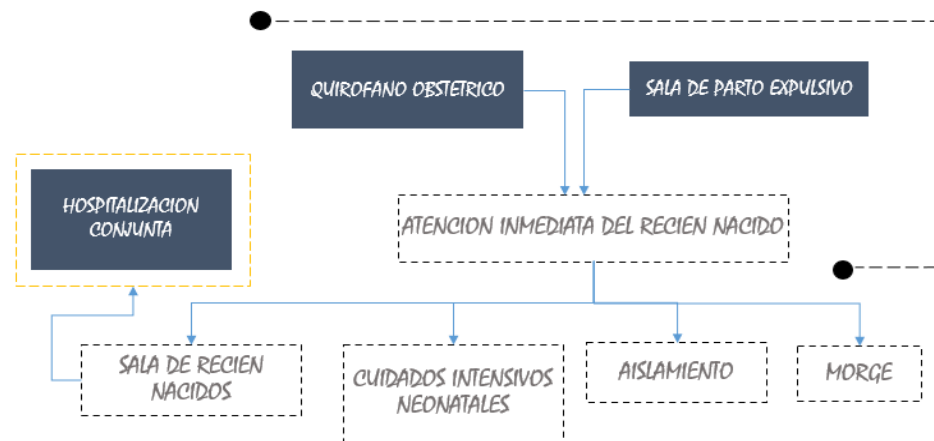 QUIROFANO OBSTETRICO
SALA DE PARTO EXPULSIVO
HOSPITALIZACION
CONJUNTA
ATENCION INMEDIATA DEL RECIEN NACIDO
SALA DE RECIEN
NACIDOS
CUIDADOS INTENSIVOS
NEONATALES
AISLAMIENTO
MORGE